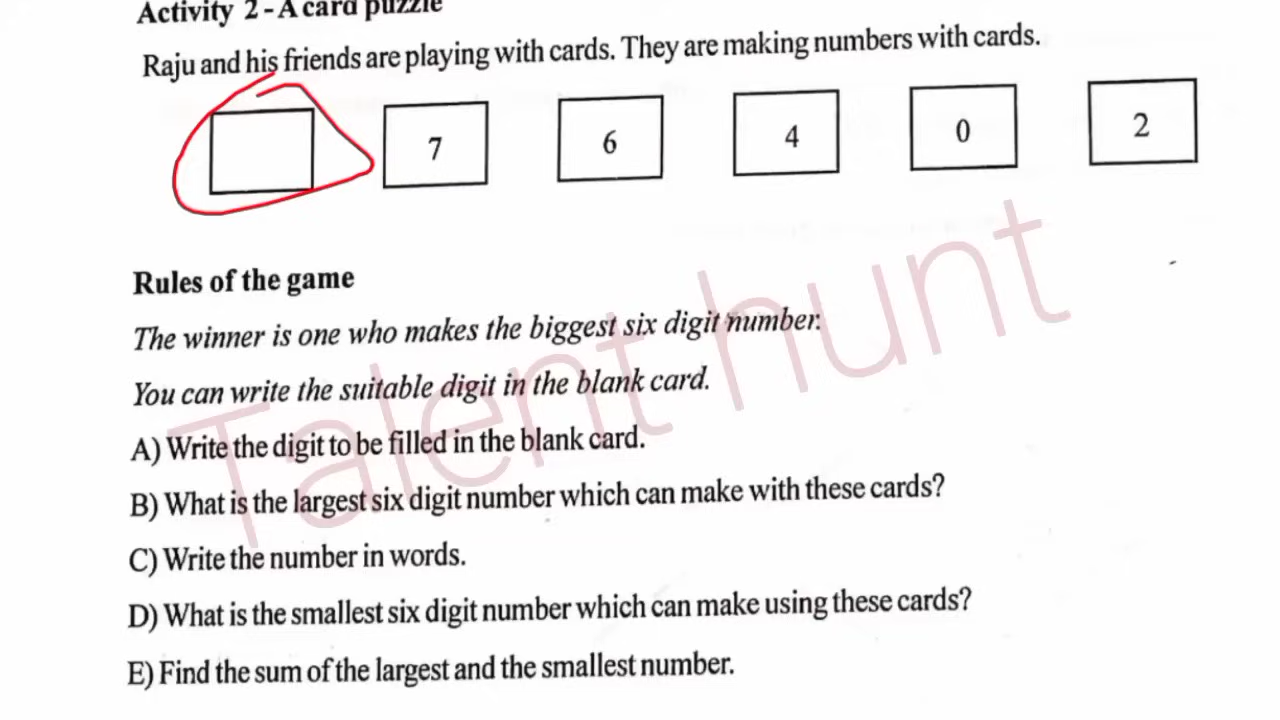 Activity 2 - A card puzzle
Raju and his friends are playing with cards. They are making numbers with cards.
7 6 4 0 2
Rules of the game
The winner is one who makes the biggest six digit number.
You can write the suitable digit in the blank card.
A) Write the digit to be filled in the blank card.
B) What is the largest six digit number which can make with these cards?
C) Write the number in words.
D) What is the smallest six digit number which can make using these cards?
E) Find the sum of the largest and the smallest number.
Talent hunt